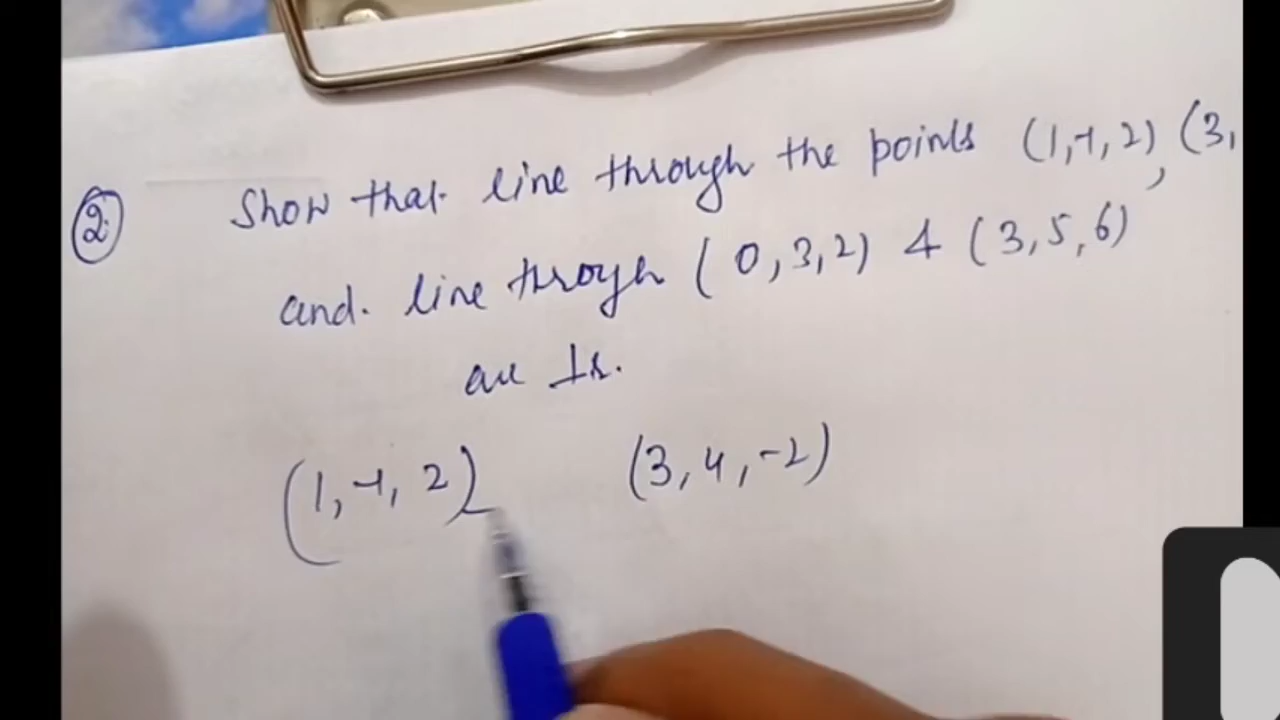 2. Show that line through the points (1,-1,2), (3,
and. line through (0,3,2) & (3,5,6)
are ⊥r.
(1,-1,2) (3,4,-2)